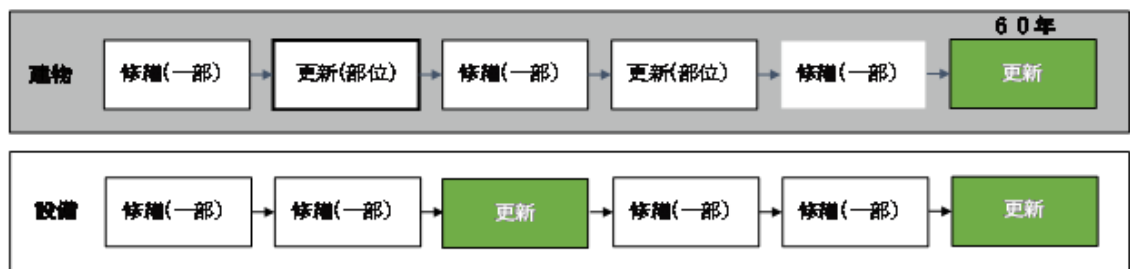 60年
建物 修繕(一部) 更新(部位) 修繕(一部) 更新(部位) 修繕(一部) 更新
設備 修繕(一部) 修繕(一部) 更新 修繕(一部) 修繕(一部) 更新